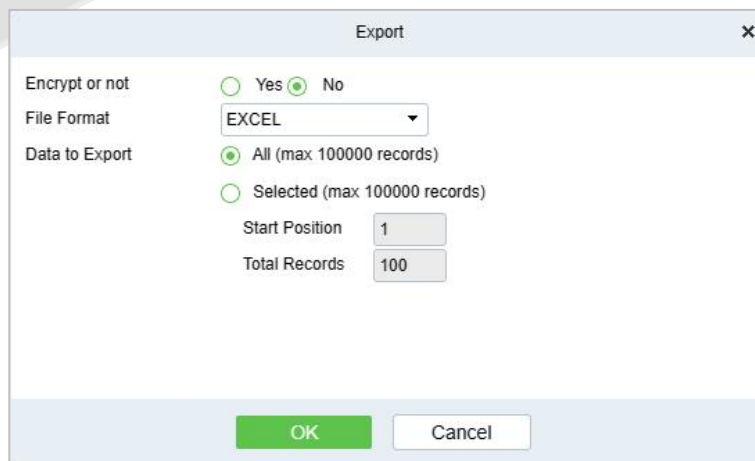 Export
Encrypt or not Yes No
File Format EXCEL
Data to Export All (max 100000 records)
Selected (max 100000 records)
Start Position 1
Total Records 100
OK Cancel